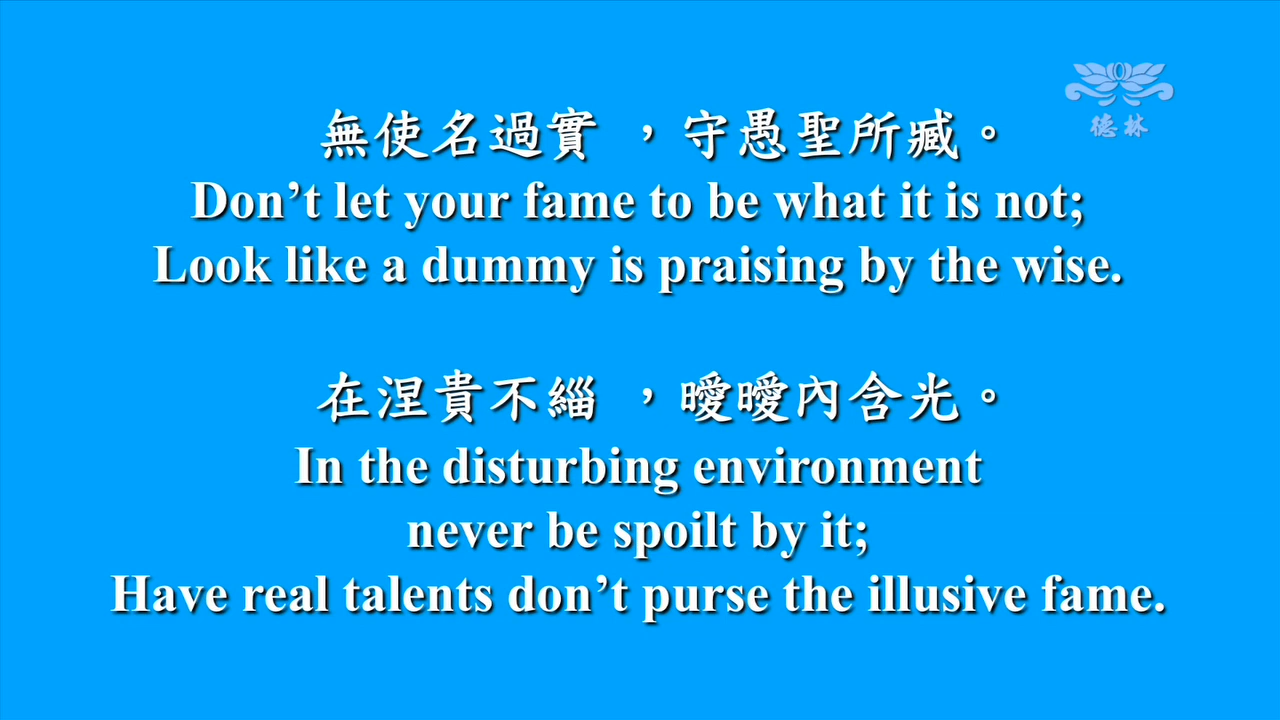 德林
無使名過實，守愚聖所臧。
Don’t let your fame to be what it is not;
Look like a dummy is praising by the wise.
在涅貴不緇，曖曖內含光。
In the disturbing environment
never be spoilt by it;
Have real talents don’t purse the illusive fame.